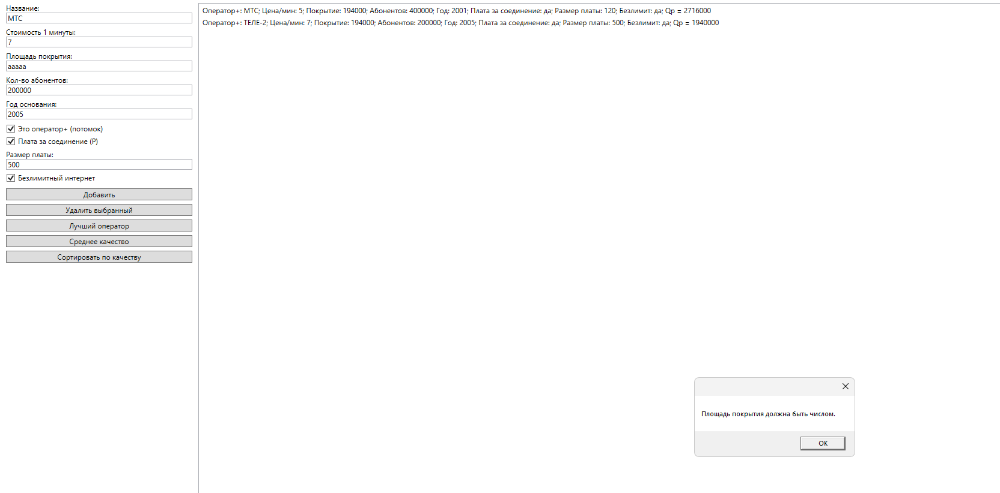 Название:
МТС
Стоимость 1 минуты:
7
Площадь покрытия:
ааааа
Кол-во абонентов:
200000
Год основания:
2005
Это оператор+ (потомок)
Плата за соединение (P)
Размер платы:
500
Безлимитный интернет
Добавить
Удалить выбранный
Лучший оператор
Среднее качество
Сортировать по качеству
Оператор+: МТС; Цена/мин: 5; Покрытие: 194000; Абонентов: 400000; Год: 2001; Плата за соединение: да; Размер платы: 120; Безлимит: да; Qp = 2716000
Оператор+: ТЕЛЕ-2; Цена/мин: 7; Покрытие: 194000; Абонентов: 200000; Год: 2005; Плата за соединение: да; Размер платы: 500; Безлимит: да; Qp = 1940000
Площадь покрытия должна быть числом.
OK